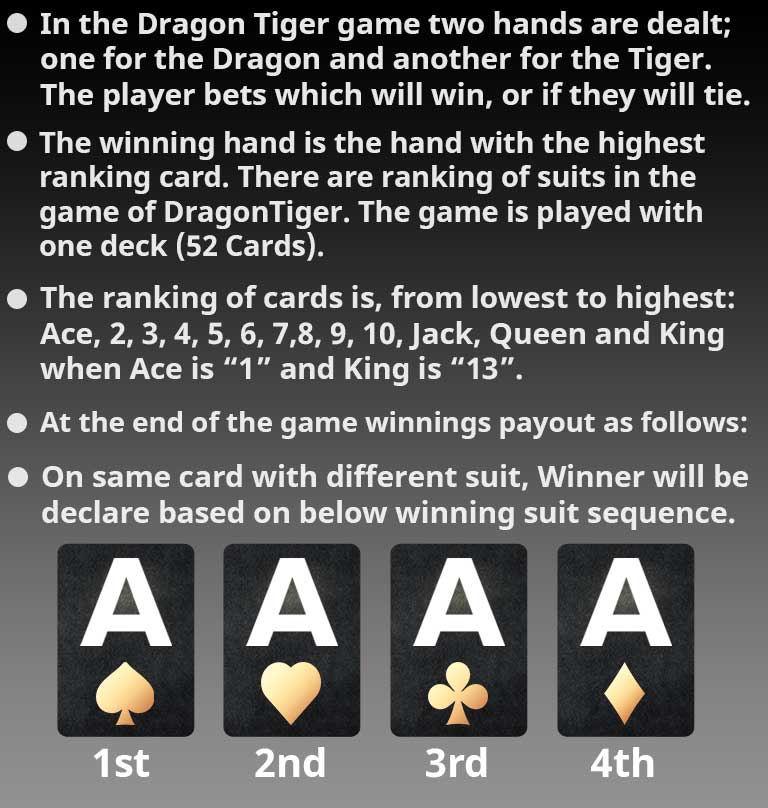 In the Dragon Tiger game two hands are dealt;
one for the Dragon and another for the Tiger.
The player bets which will win, or if they will tie.
The winning hand is the hand with the highest
ranking card. There are ranking of suits in the
game of DragonTiger. The game is played with
one deck (52 Cards).
The ranking of cards is, from lowest to highest:
Ace, 2, 3, 4, 5, 6, 7,8, 9, 10, Jack, Queen and King
when Ace is “1” and King is “13”.
At the end of the game winnings payout as follows:
On same card with different suit, Winner will be
declare based on below winning suit sequence.
A A A A
1st 2nd 3rd 4th